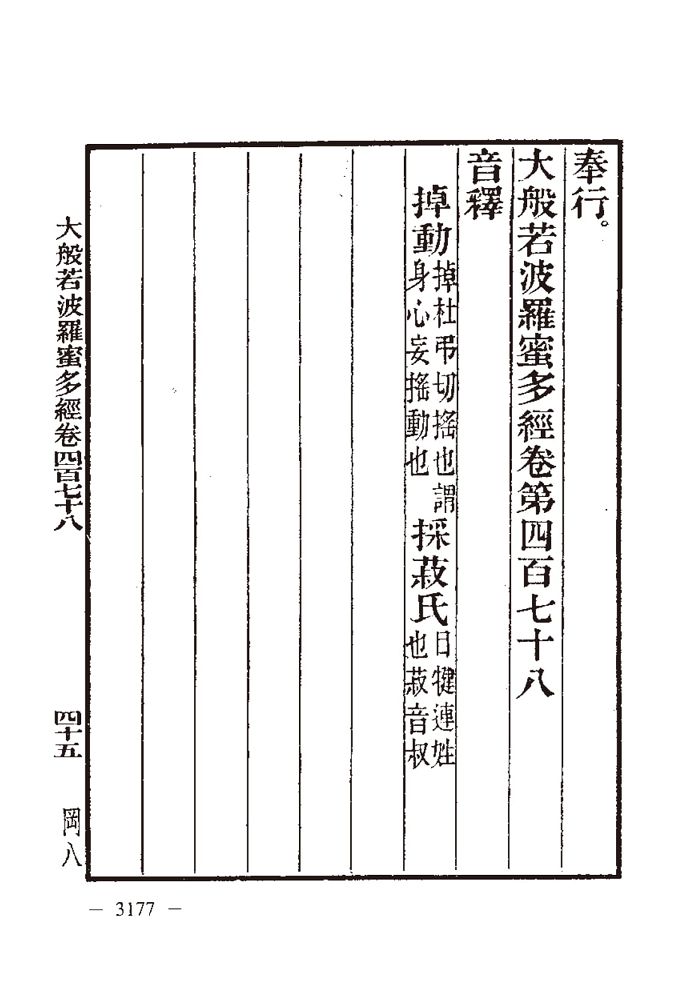 奉行。
大般若波羅蜜多經卷第四百七十八
音釋
掉動掉杜弔切搖也謂身心妄搖動也 採菽氏日犍連姓也菽音叔
大般若波羅蜜多經卷四百七十八 四十五 岡八
— 3177 —